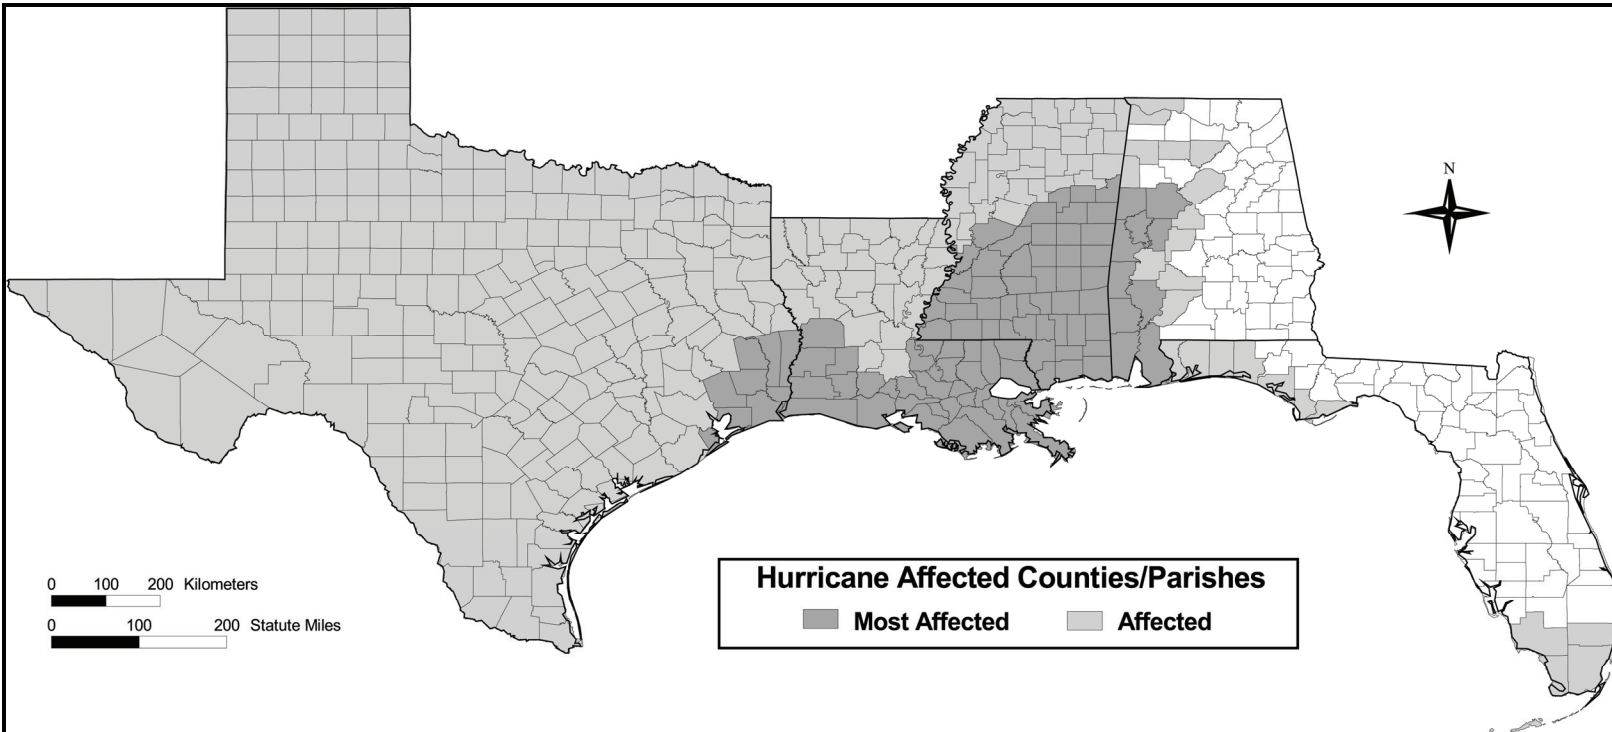 N
Hurricane Affected Counties/Parishes
Most Affected Affected
0 100 200 Kilometers
0 100 200 Statute Miles